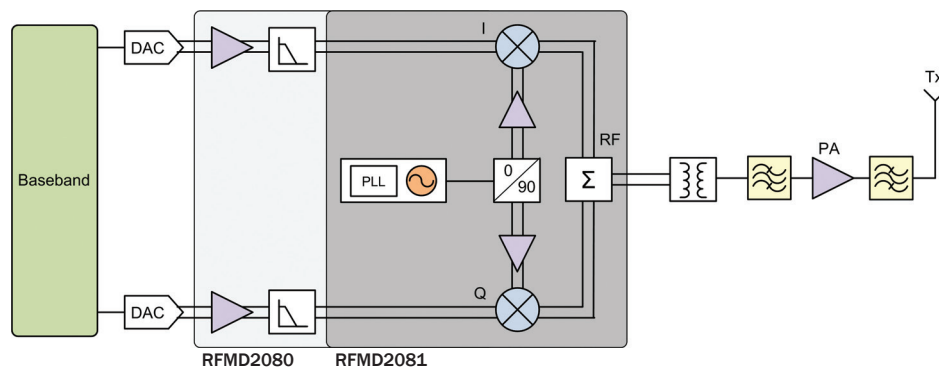 DAC
I
Tx
RF
PA
Baseband
PLL
0
90
Σ
Q
DAC
RFMD2080
RFMD2081